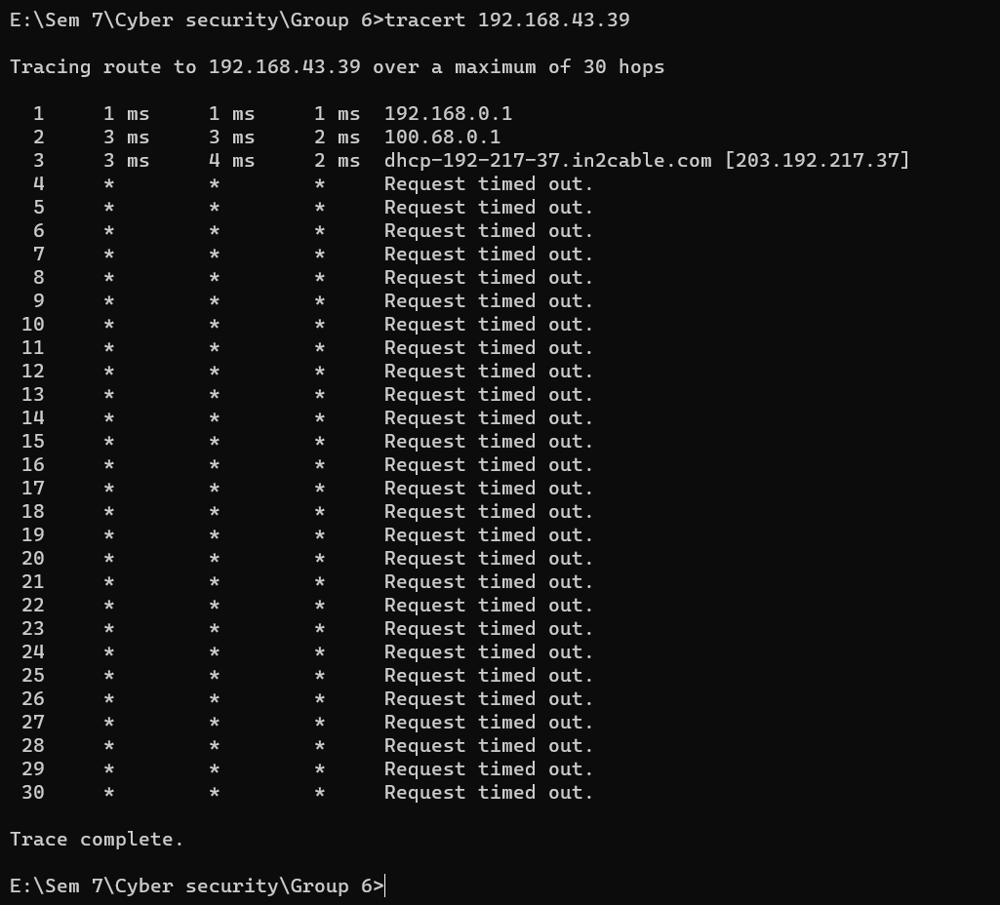 E:\Sem 7\Cyber security\Group 6>tracert 192.168.43.39
Tracing route to 192.168.43.39 over a maximum of 30 hops
1 1 ms 1 ms 1 ms 192.168.0.1
2 3 ms 3 ms 2 ms 100.68.0.1
3 3 ms 4 ms 2 ms dhcp-192-217-37.in2cable.com [203.192.217.37]
4 * * * Request timed out.
5 * * * Request timed out.
6 * * * Request timed out.
7 * * * Request timed out.
8 * * * Request timed out.
9 * * * Request timed out.
10 * * * Request timed out.
11 * * * Request timed out.
12 * * * Request timed out.
13 * * * Request timed out.
14 * * * Request timed out.
15 * * * Request timed out.
16 * * * Request timed out.
17 * * * Request timed out.
18 * * * Request timed out.
19 * * * Request timed out.
20 * * * Request timed out.
21 * * * Request timed out.
22 * * * Request timed out.
23 * * * Request timed out.
24 * * * Request timed out.
25 * * * Request timed out.
26 * * * Request timed out.
27 * * * Request timed out.
28 * * * Request timed out.
29 * * * Request timed out.
30 * * * Request timed out.
Trace complete.
E:\Sem 7\Cyber security\Group 6>